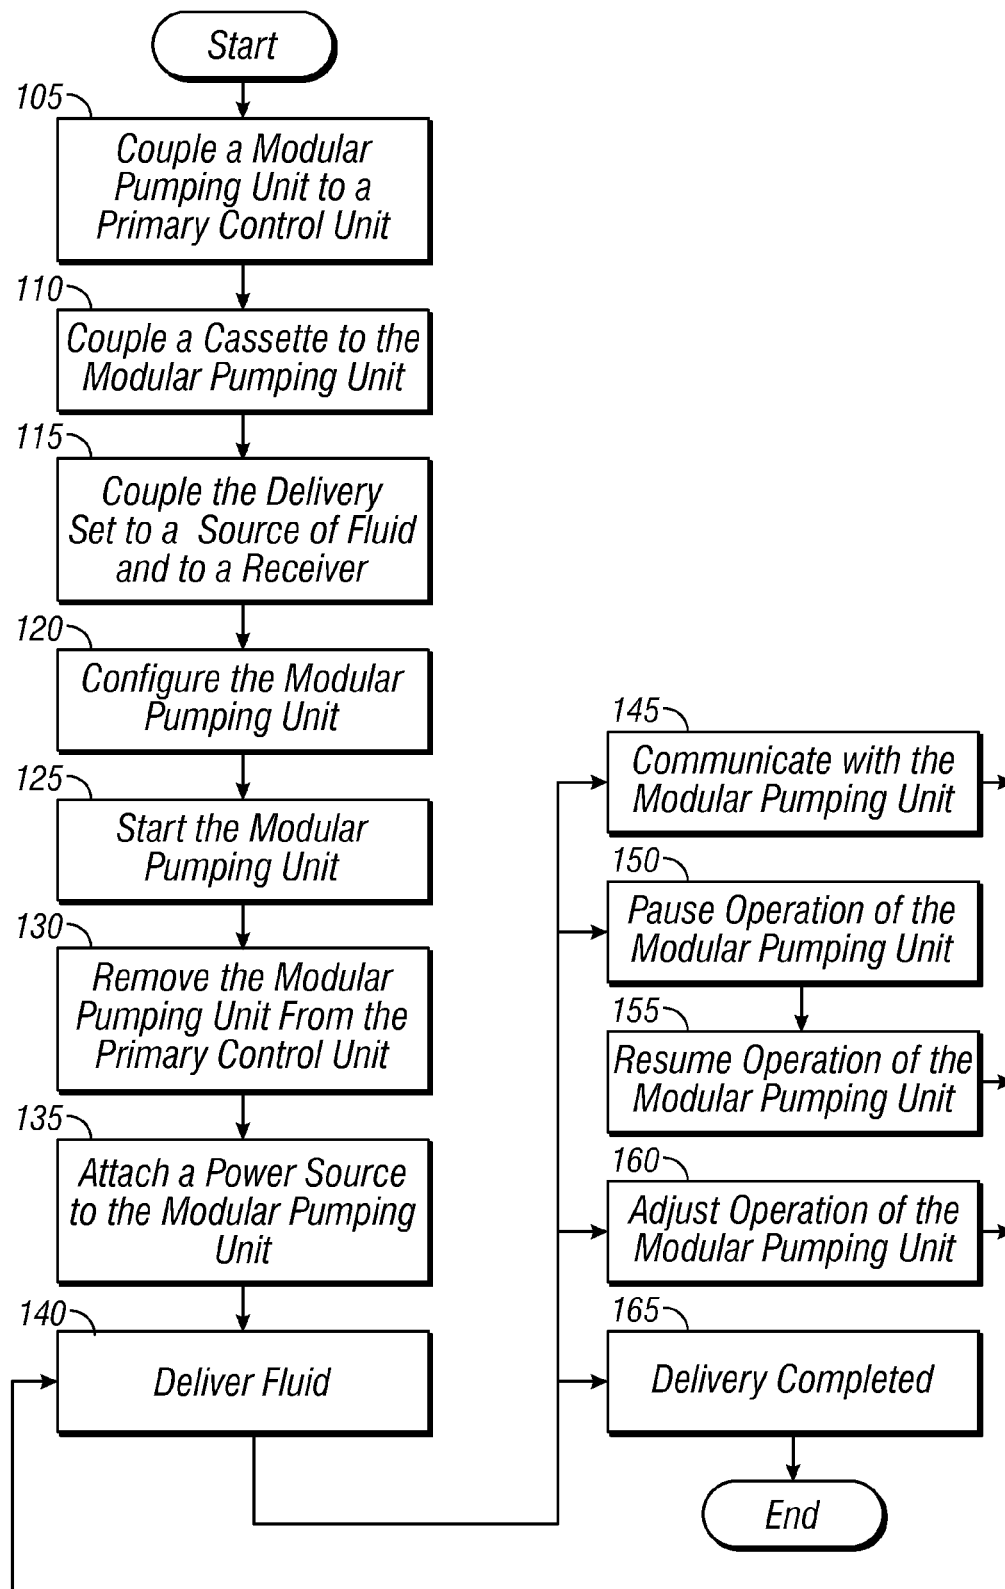 Start
105
Couple a Modular
Pumping Unit to a
Primary Control Unit
110
Couple a Cassette to the
Modular Pumping Unit
115
Couple the Delivery
Set to a Source of Fluid
and to a Receiver
120
Configure the Modular
Pumping Unit
125
Start the Modular
Pumping Unit
130
Remove the Modular
Pumping Unit From the
Primary Control Unit
135
Attach a Power Source
to the Modular Pumping
Unit
140
Deliver Fluid
145
Communicate with the
Modular Pumping Unit
150
Pause Operation of the
Modular Pumping Unit
155
Resume Operation of the
Modular Pumping Unit
160
Adjust Operation of the
Modular Pumping Unit
165
Delivery Completed
End